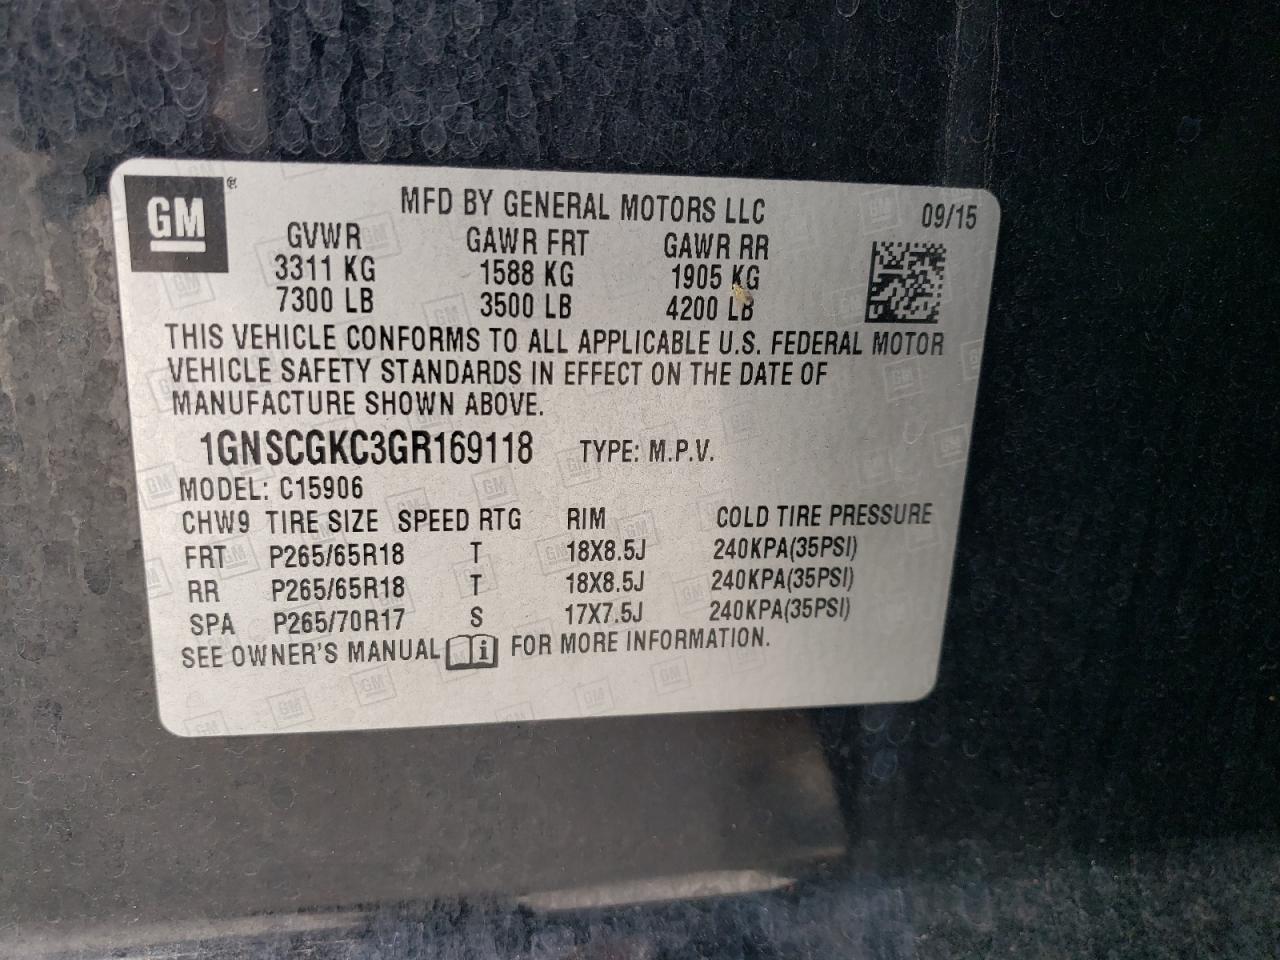 GM ® MFD BY GENERAL MOTORS LLC 09/15
GVWR GAWR FRT GAWR RR
3311 KG 1588 KG 1905 KG
7300 LB 3500 LB 4200 LB
THIS VEHICLE CONFORMS TO ALL APPLICABLE U.S. FEDERAL MOTOR
VEHICLE SAFETY STANDARDS IN EFFECT ON THE DATE OF
MANUFACTURE SHOWN ABOVE.
1GNSCGKC3GR169118 TYPE: M.P.V.
MODEL: C15906
CHW9 TIRE SIZE SPEED RTG RIM COLD TIRE PRESSURE
FRT P265/65R18 T 18X8.5J 240KPA(35PSI)
RR P265/65R18 T 18X8.5J 240KPA(35PSI)
SPA P265/70R17 S 17X7.5J 240KPA(35PSI)
SEE OWNER'S MANUAL i FOR MORE INFORMATION.